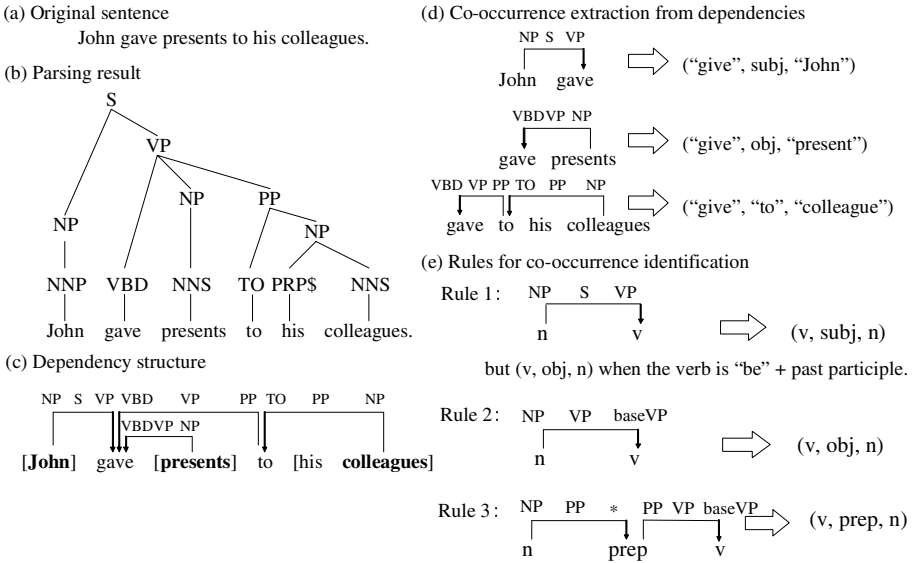 (a) Original sentence
John gave presents to his colleagues.
(b) Parsing result
S
VP
NP PP
NP NP
NNP VBD NNS TO PRP$ NNS
John gave presents to his colleagues.
(c) Dependency structure
NP S VP VBD VP PP TO PP NP
VBDVP NP
[John] gave [presents] to [his colleagues]
(d) Co-occurrence extraction from dependencies
NP S VP
John gave (“give”, subj, “John”)
VBDVP NP
gave presents (“give”, obj, “present”)
VBD VP PP TO PP NP
gave to his colleagues (“give”, “to”, “colleague”)
(e) Rules for co-occurrence identification
Rule 1 : NP S VP
n v (v, subj, n)
but (v, obj, n) when the verb is “be” + past participle.
Rule 2 : NP VP baseVP
n v (v, obj, n)
Rule 3 : NP PP * PP VP baseVP
n prep v (v, prep, n)